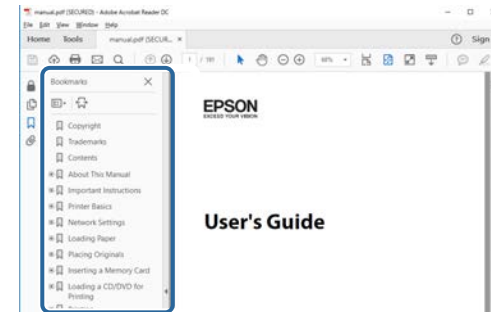 manual.pdf (SECURED) - Adobe Acrobat Reader DC
File Edit View Window Help
Home Tools manual.pdf (SECUR... × Sign
1 / 191
Bookmarks ×
Copyright
Trademarks
Contents
About This Manual
Important Instructions
Printer Basics
Network Settings
Loading Paper
Placing Originals
Inserting a Memory Card
Loading a CD/DVD for
Printing
EPSON
EXCEED YOUR VISION
User's Guide